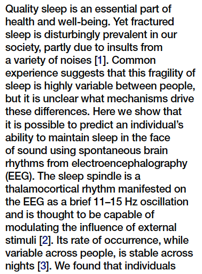 Quality sleep is an essential part of
health and well-being. Yet fractured
sleep is disturbingly prevalent in our
society, partly due to insults from
a variety of noises [1]. Common
experience suggests that this fragility of
sleep is highly variable between people,
but it is unclear what mechanisms drive
these differences. Here we show that
it is possible to predict an individual's
ability to maintain sleep in the face
of sound using spontaneous brain
rhythms from electroencephalography
(EEG). The sleep spindle is a
thalamocortical rhythm manifested on
the EEG as a brief 11–15 Hz oscillation
and is thought to be capable of
modulating the influence of external
stimuli [2]. Its rate of occurrence, while
variable across people, is stable across
nights [3]. We found that individuals